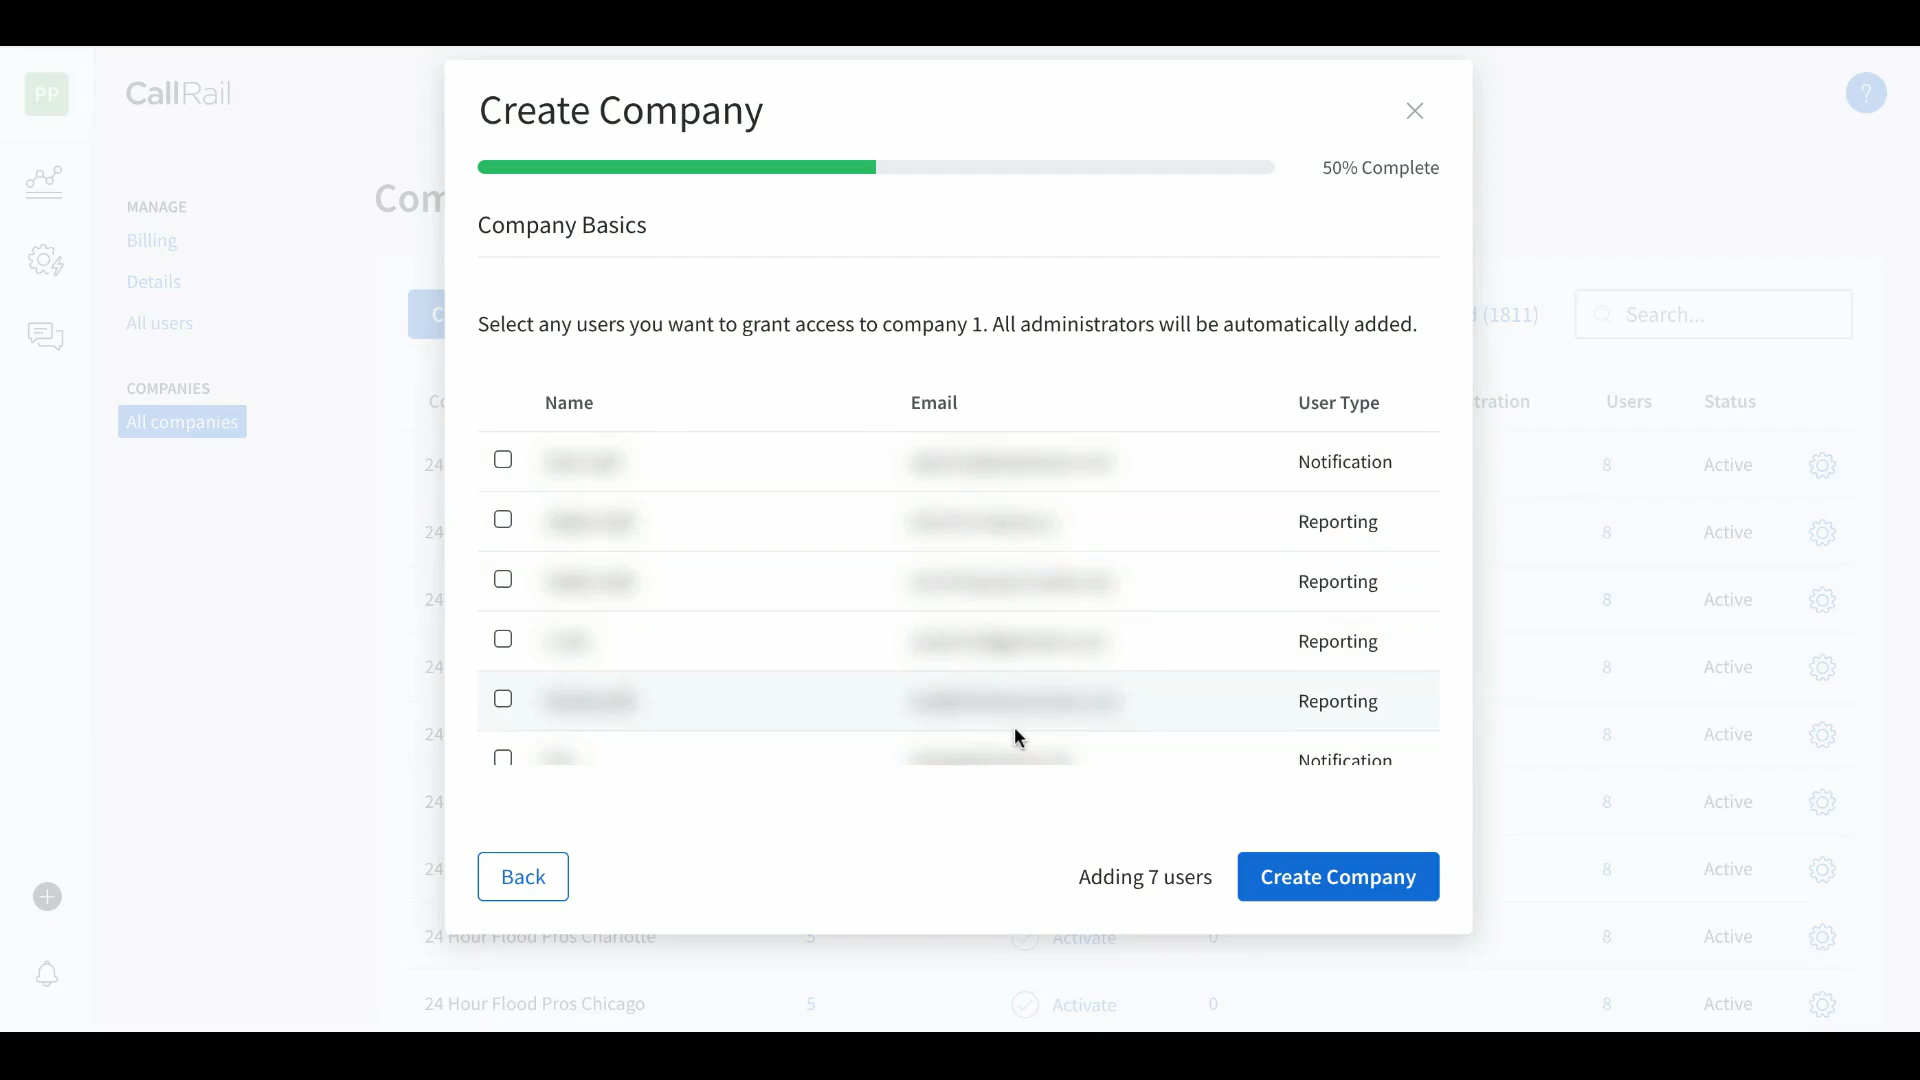 PP
CallRail
?
MANAGE
Billing
Details
All users
COMPANIES
All companies
Create Company
50% Complete
Company Basics
Select any users you want to grant access to company 1. All administrators will be automatically added.
Name Email User Type
Notification
Reporting
Reporting
Reporting
Reporting
Notification
Back Adding 7 users Create Company
Com
C
(1811) Search...
Co tration Users Status
24 8 Active
24 8 Active
24 8 Active
24 8 Active
24 8 Active
24 8 Active
24 8 Active
24 Hour Flood Pros Charlotte 5 Activate 0 8 Active
24 Hour Flood Pros Chicago 5 Activate 0 8 Active